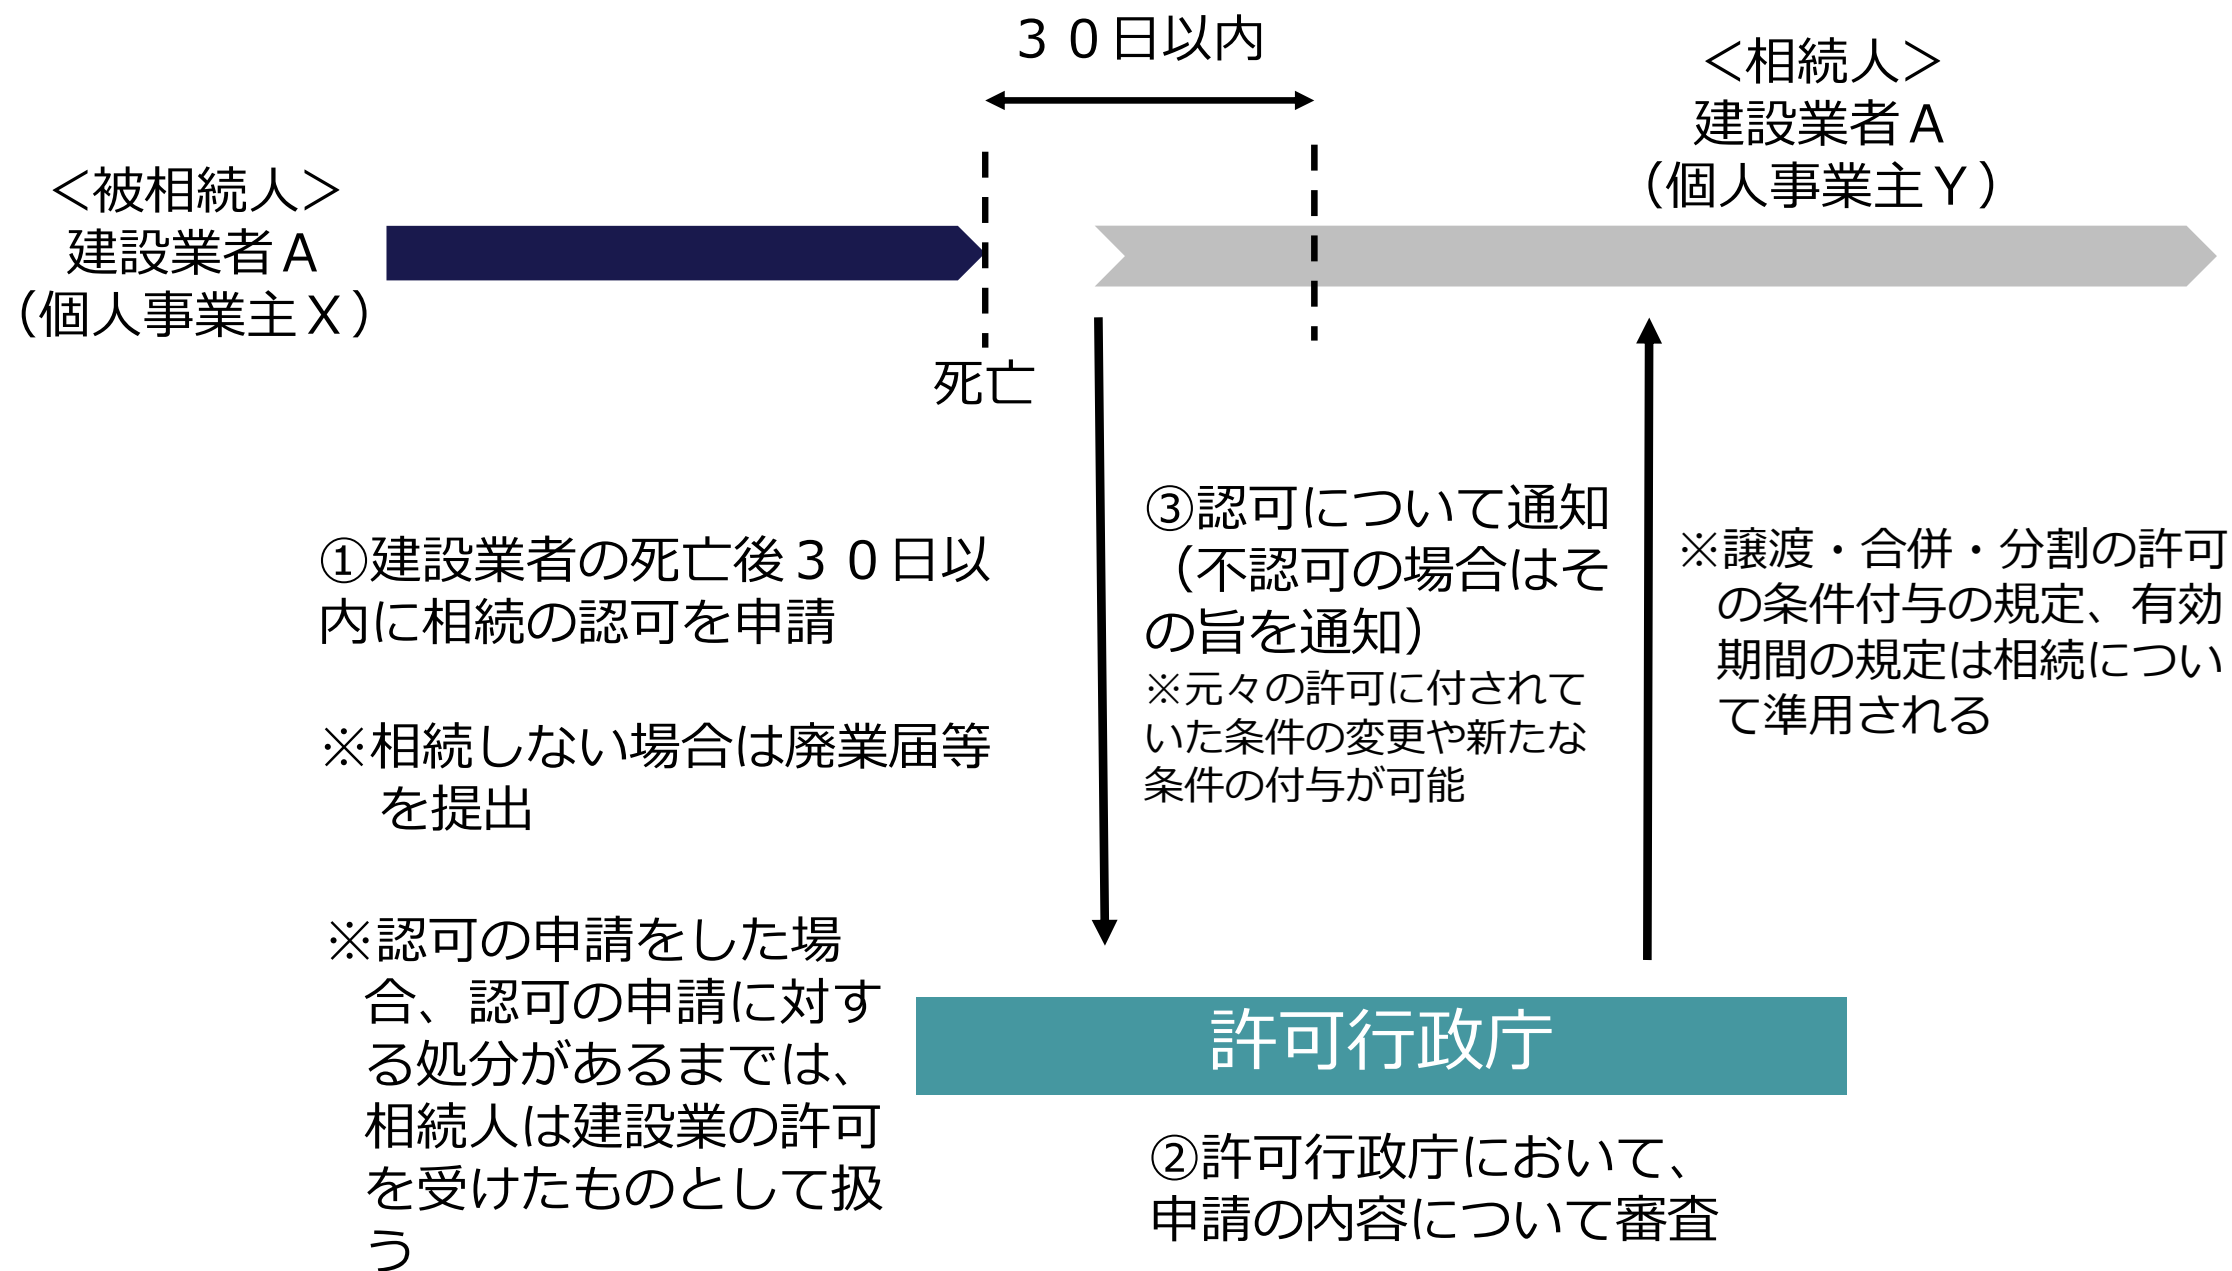 ３０日以内
＜被相続人＞
建設業者Ａ
（個人事業主Ｘ）
＜相続人＞
建設業者Ａ
（個人事業主Ｙ）
死亡
①建設業者の死亡後３０日以
内に相続の認可を申請
※相続しない場合は廃業届等
を提出
※認可の申請をした場
合、認可の申請に対す
る処分があるまでは、
相続人は建設業の許可
を受けたものとして扱
う
③認可について通知
（不認可の場合はそ
の旨を通知）
※元々の許可に付されて
いた条件の変更や新たな
条件の付与が可能
※譲渡・合併・分割の許可
の条件付与の規定、有効
期間の規定は相続につい
て準用される
許可行政庁
②許可行政庁において、
申請の内容について審査